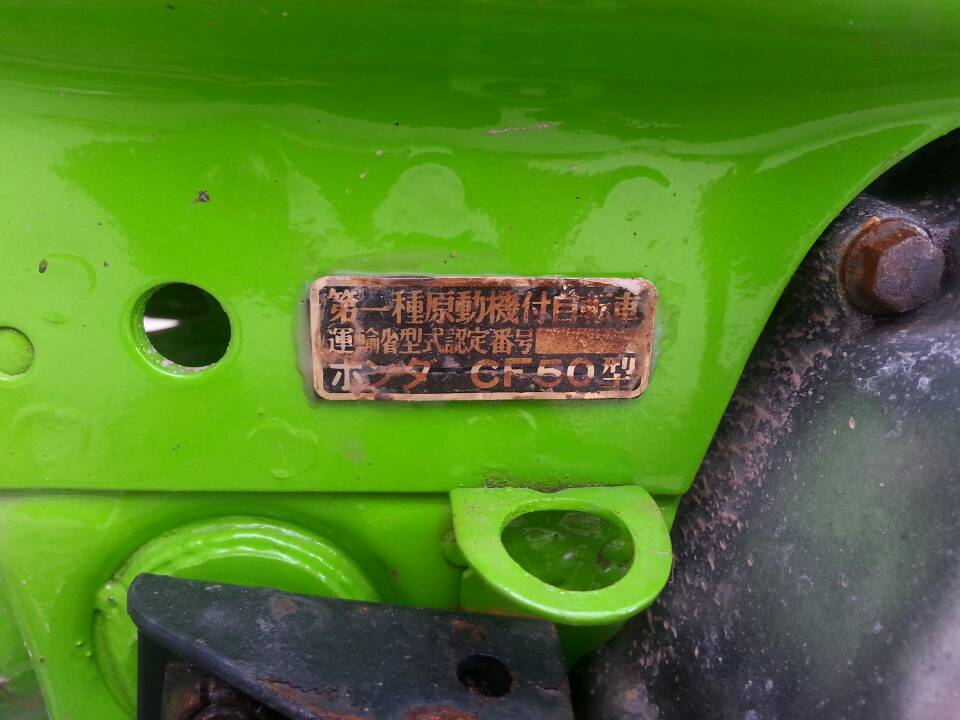 第一種原動機付自転車
運輸省型式認定番号
ホンダ CF50型